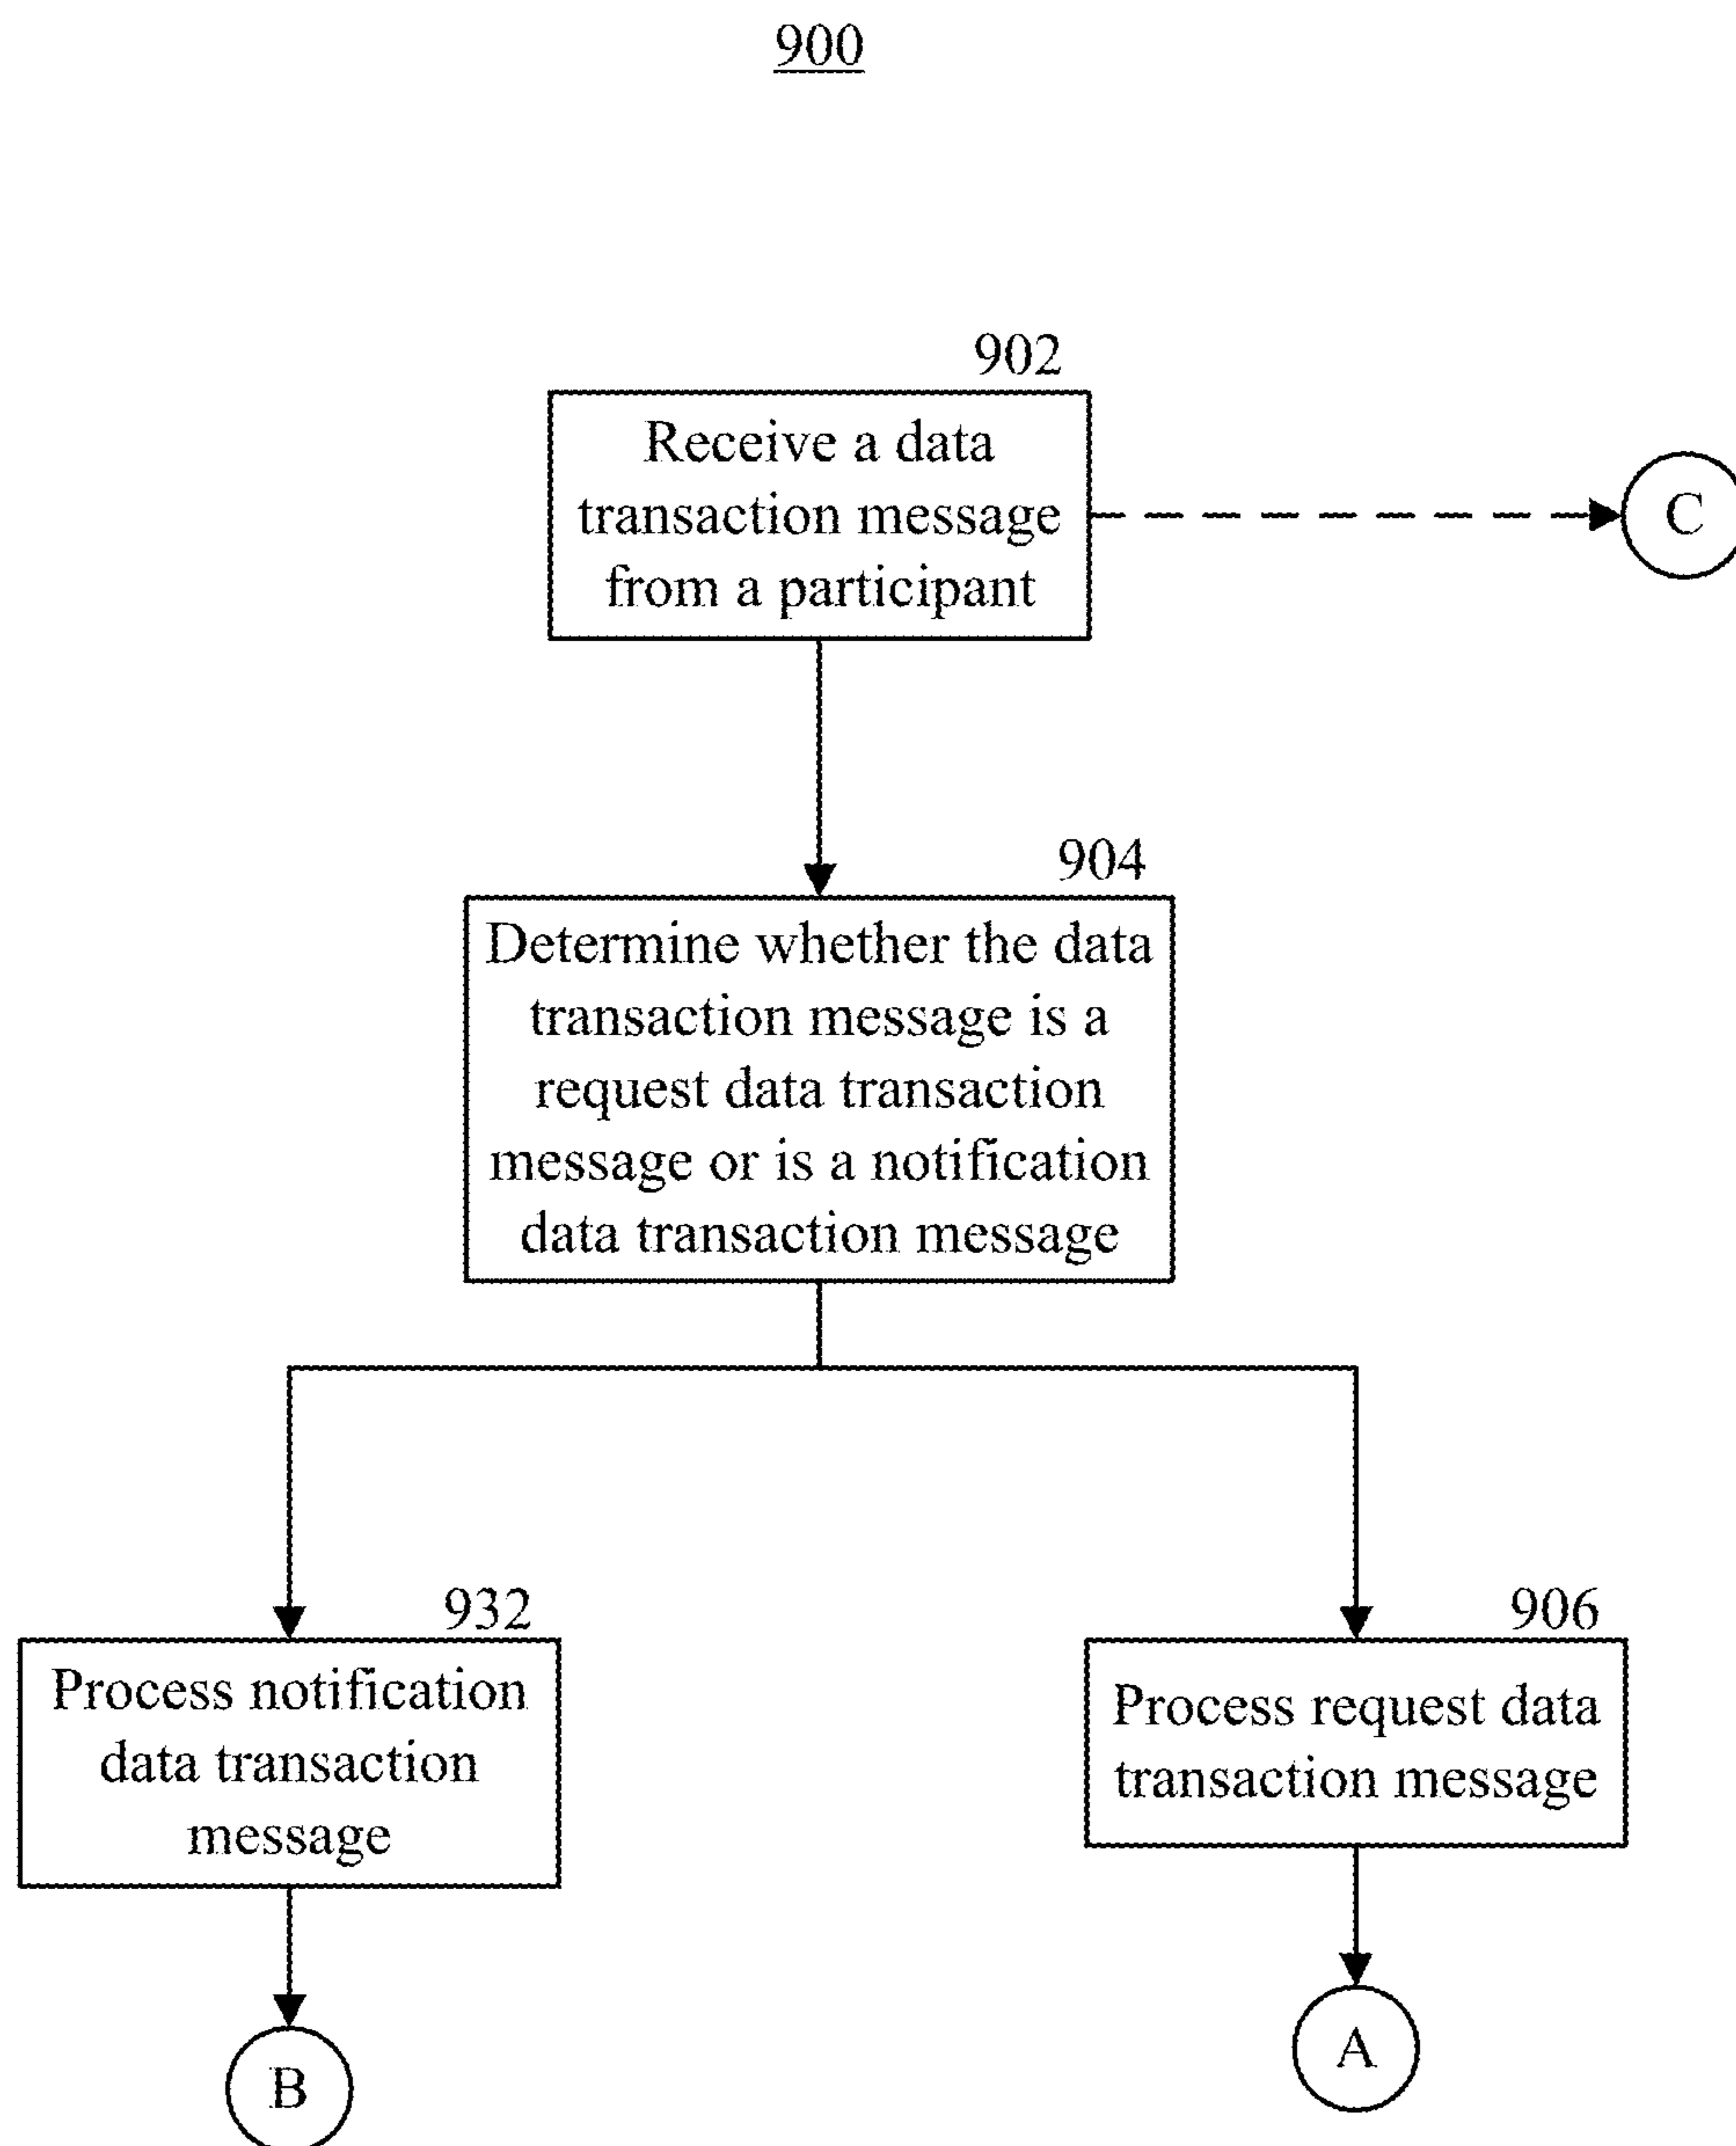 900
902
Receive a data
transaction message
from a participant
C
904
Determine whether the data
transaction message is a
request data transaction
message or is a notification
data transaction message
932
Process notification
data transaction
message
906
Process request data
transaction message
B
A